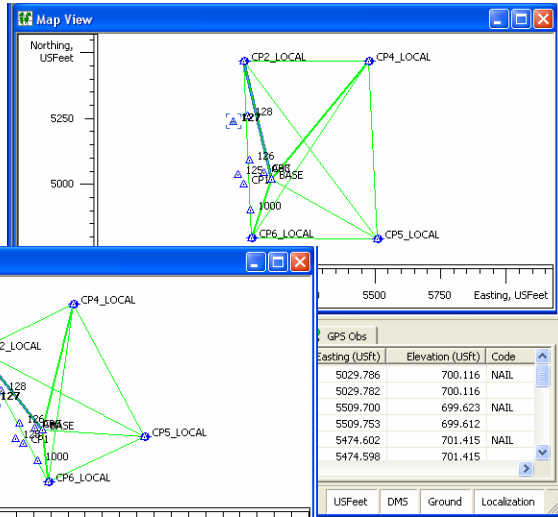 Map View
Northing,
USFeet
CP2_LOCAL
CP4_LOCAL
5250
128
127
126
125
BASE
CP1
5000
1000
CP6_LOCAL
CP5_LOCAL
5500
5750
Easting, USFeet
CP4_LOCAL
2_LOCAL
128
127
126
BASE
CP1
CP5_LOCAL
1000
CP6_LOCAL
GPS Obs
Easting (USft) Elevation (USft) Code
5029.786 700.116 NAIL
5029.782 700.116
5509.700 699.623 NAIL
5509.753 699.612
5474.602 701.415 NAIL
5474.598 701.415
USFeet DMS Ground Localization